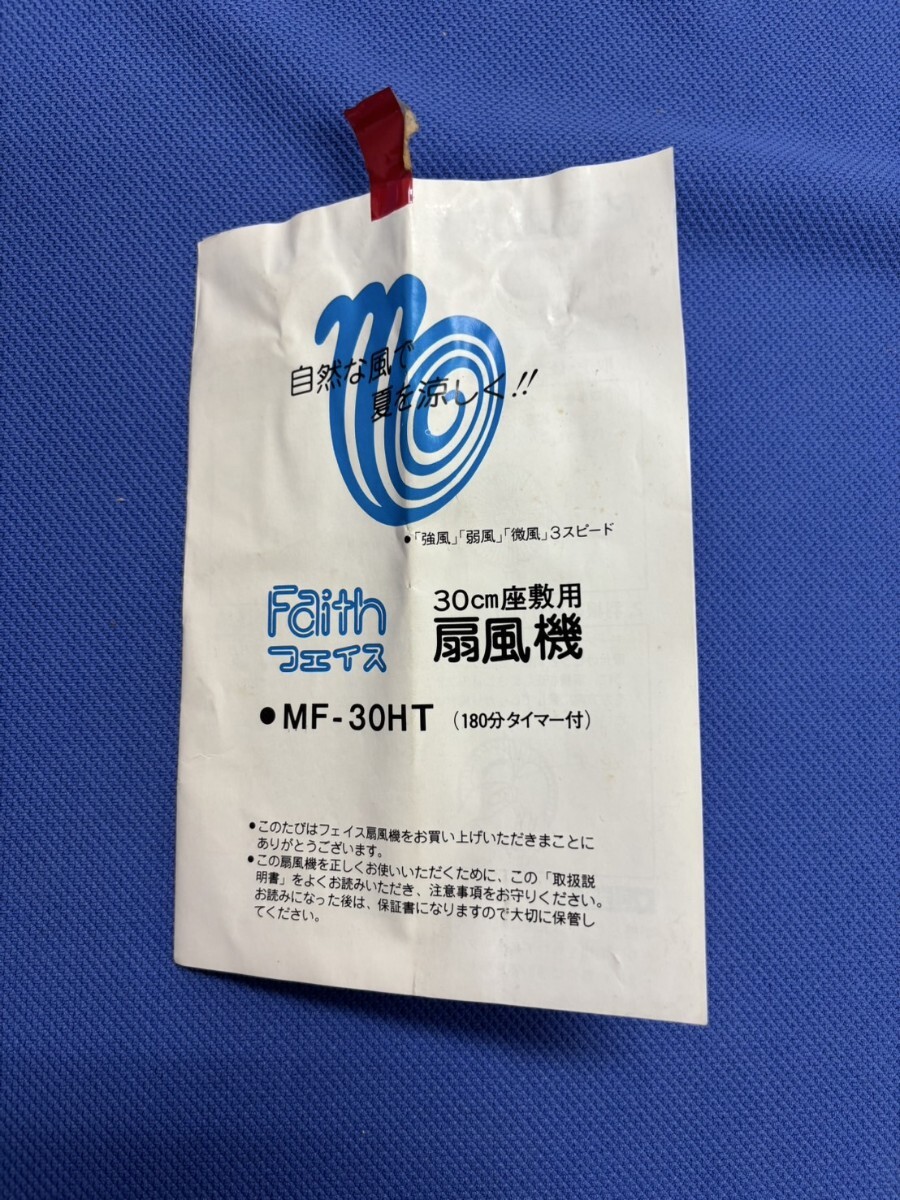 自然な風で
夏を涼しく!!
●「強風」「弱風」「微風」3スピード
Faith
フェイス
30cm座敷用
扇風機
●MF-30HT (180分タイマー付)
●このたびはフェイス扇風機をお買い上げいただきまことに
ありがとうございます。
●この扇風機を正しくお使いいただくために、この「取扱説
明書」をよくお読みいただき、注意事項をお守りください。
お読みになった後は、保証書になりますので大切に保管し
てください。